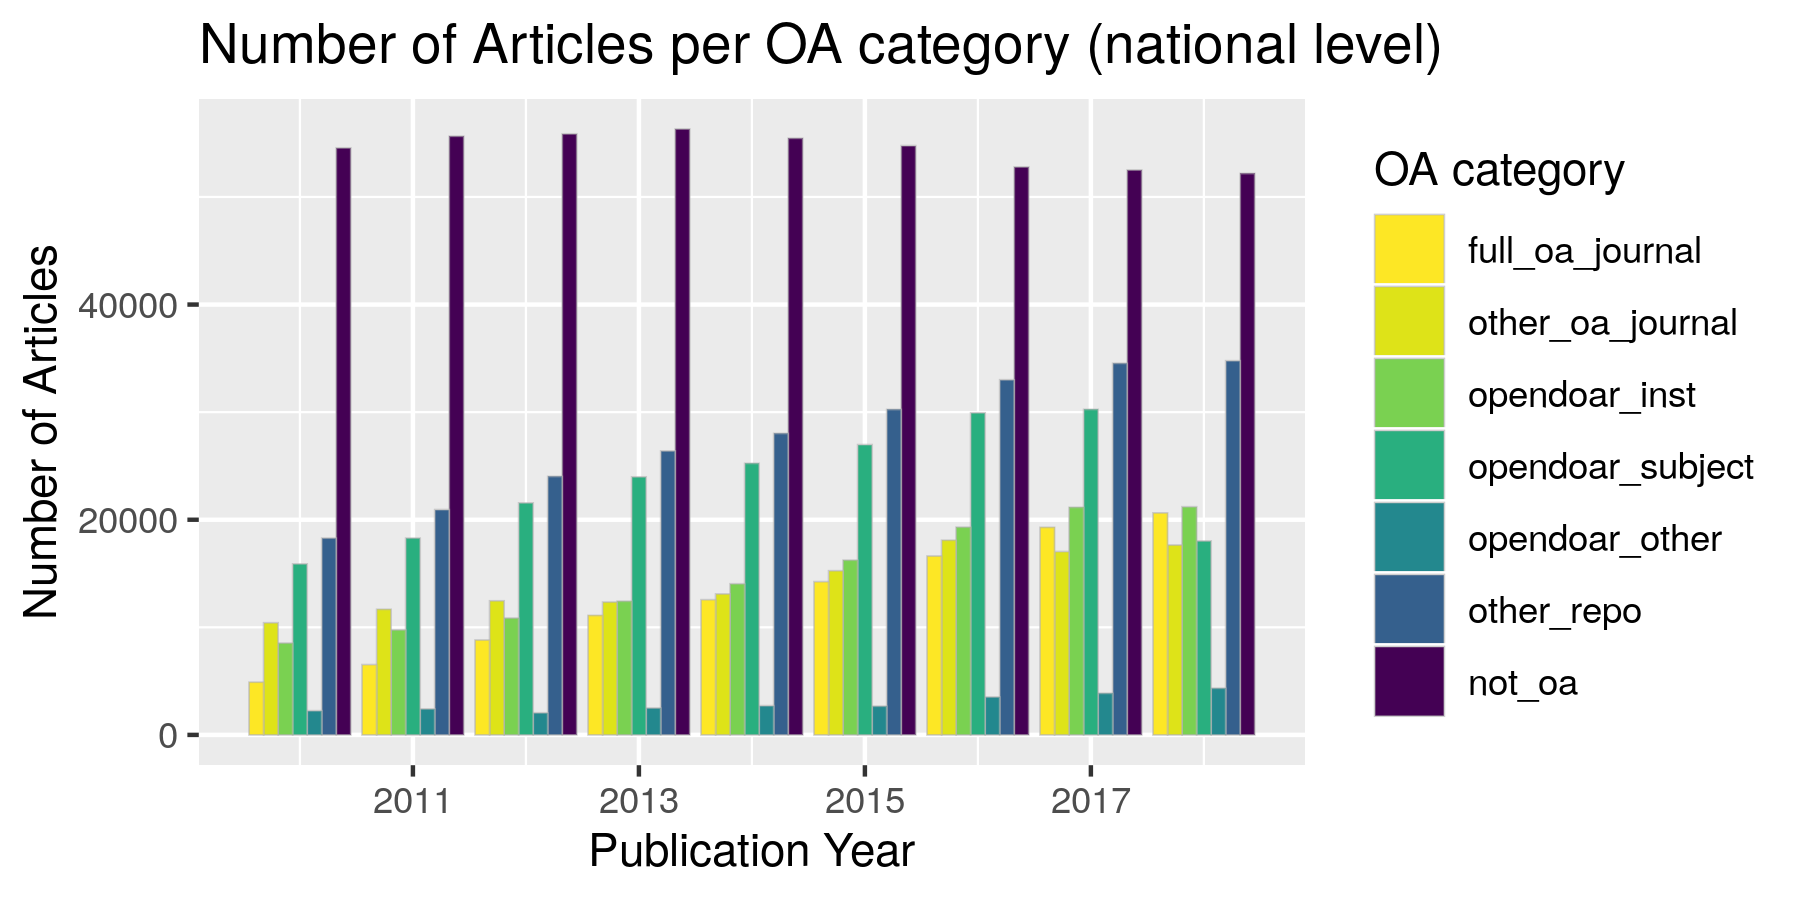 Number of Articles per OA category (national level)
Number of Articles
40000
20000
0
2011 2013 2015 2017
Publication Year
OA category
full_oa_journal
other_oa_journal
opendoar_inst
opendoar_subject
opendoar_other
other_repo
not_oa